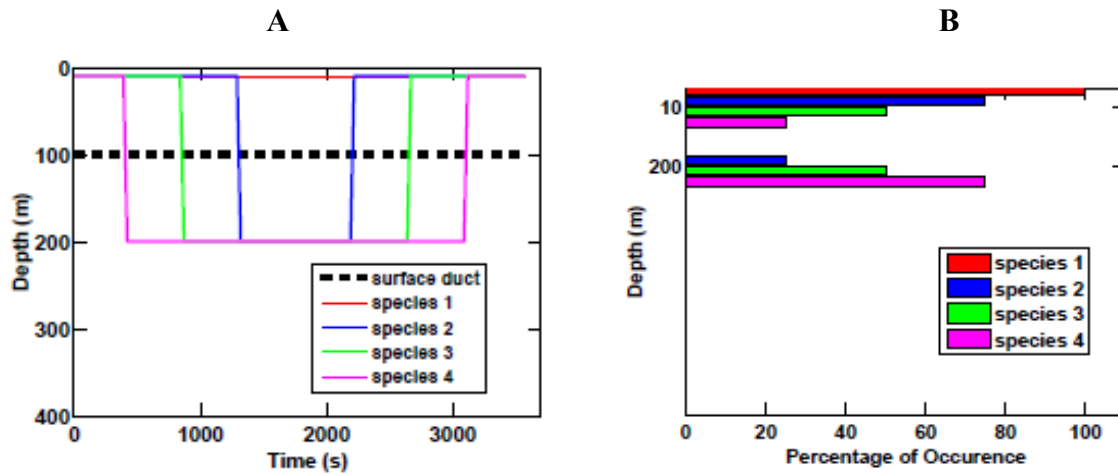 A
0
100
200
300
400
Depth (m)
0 1000 2000 3000
Time (s)
surface duct
species 1
species 2
species 3
species 4
B
10
200
Depth (m)
0 20 40 60 80 100
Percentage of Occurence
species 1
species 2
species 3
species 4